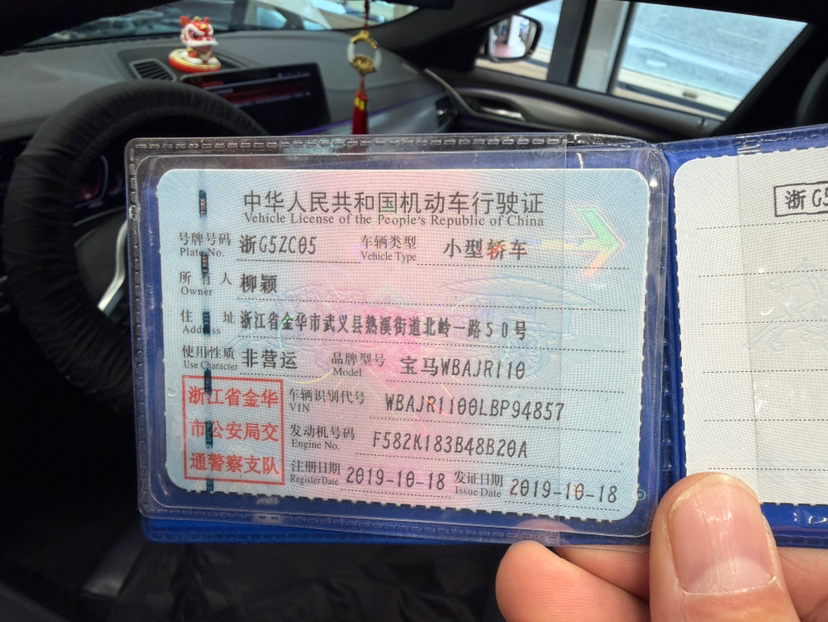 中华人民共和国机动车行驶证
Vehicle License of the People's Republic of China
号牌号码 浙G5ZC05 车辆类型 小型轿车
Plate No. Vehicle Type
所有人 柳颖
Owner
住址 浙江省金华市武义县熟溪街道北岭一路50号
Address
使用性质 非营运 品牌型号 宝马WBAJR110
Use Character Model
浙江省金华
市公安局交
通警察支队
车辆识别代号 WBAJR1100LBP94857
VIN
发动机号码 F582K183B48B20A
Engine No.
注册日期 2019-10-18 发证日期 2019-10-18
Register Date Issue Date
浙G5